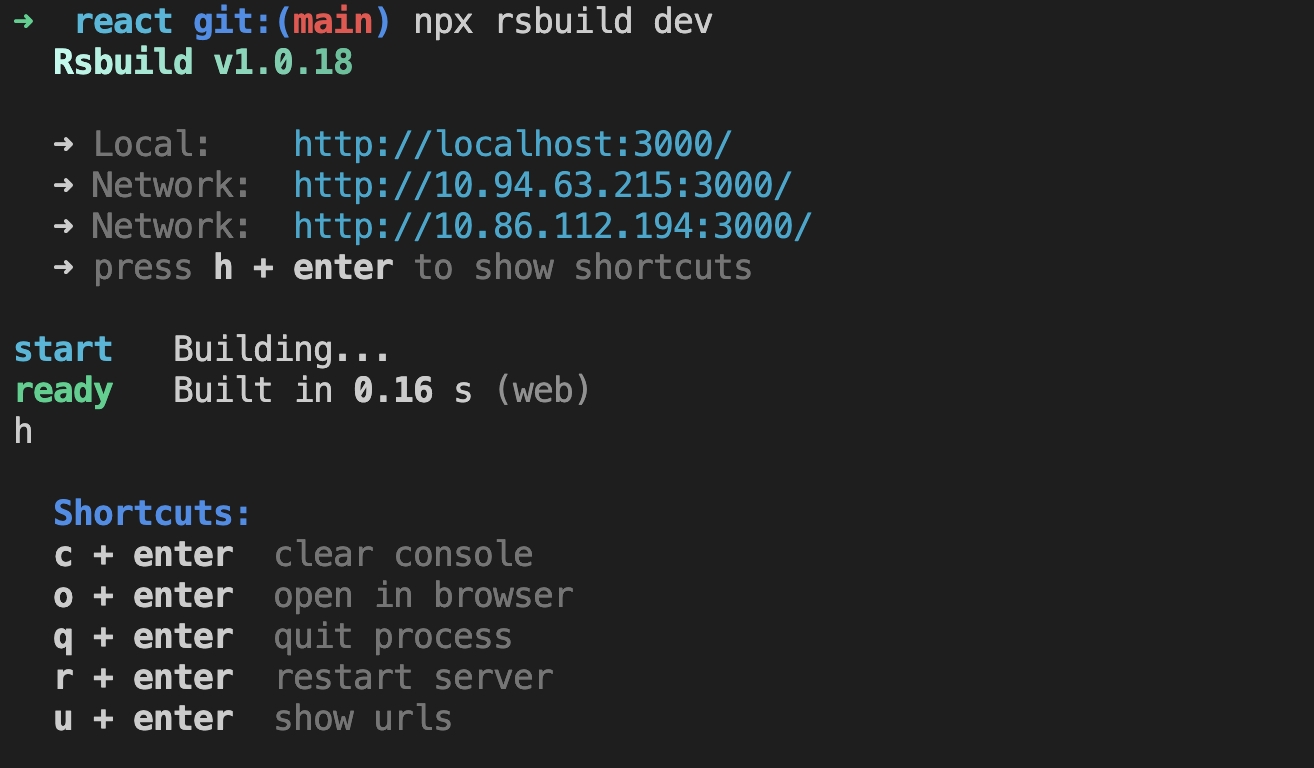 ➜  react git:(main) npx rsbuild dev
Rsbuild v1.0.18
➜ Local:    http://localhost:3000/
➜ Network:  http://10.94.63.215:3000/
➜ Network:  http://10.86.112.194:3000/
➜ press h + enter to show shortcuts
start   Building...
ready   Built in 0.16 s (web)
h
Shortcuts:
c + enter  clear console
o + enter  open in browser
q + enter  quit process
r + enter  restart server
u + enter  show urls